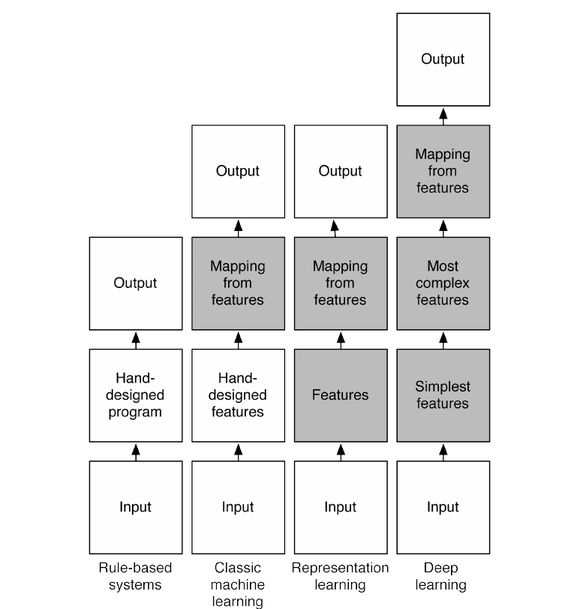 Output
Output
Output
Mapping
from
features
Output
Mapping
from
features
Mapping
from
features
Most
complex
features
Hand-
designed
program
Hand-
designed
features
Features
Simplest
features
Input
Input
Input
Input
Rule-based
systems
Classic
machine
learning
Representation
learning
Deep
learning